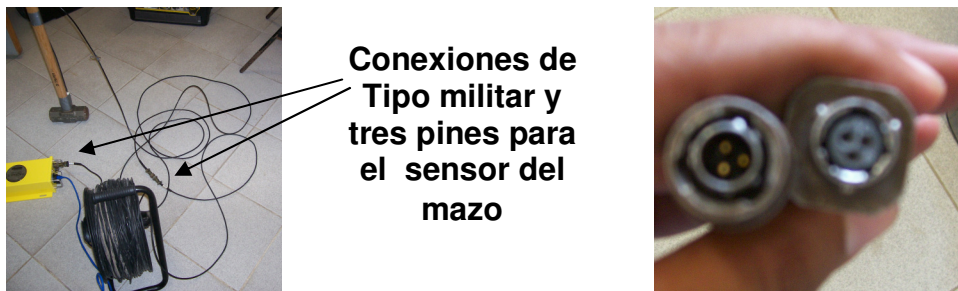 Conexiones de
Tipo militar y
tres pines para
el sensor del
mazo